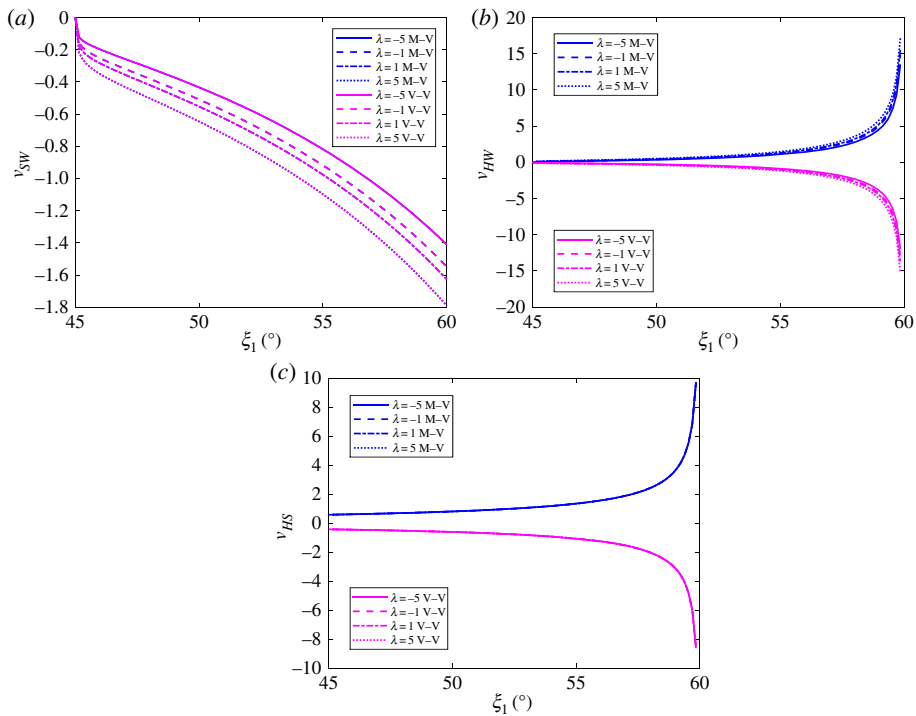 (a)
0
−0.2
−0.4
−0.6
−0.8
−1.0
−1.2
−1.4
−1.6
−1.8
ν_SW
λ = −5 M–V
λ = −1 M–V
λ = 1 M–V
λ = 5 M–V
λ = −5 V–V
λ = −1 V–V
λ = 1 V–V
λ = 5 V–V
45 50 55 60
ξ₁ (°)
(b)
20
15
10
5
0
−5
−10
−15
−20
ν_HW
λ = −5 M–V
λ = −1 M–V
λ = 1 M–V
λ = 5 M–V
λ = −5 V–V
λ = −1 V–V
λ = 1 V–V
λ = 5 V–V
45 50 55 60
ξ₁ (°)
(c)
10
8
6
4
2
0
−2
−4
−6
−8
−10
ν_HS
λ = −5 M–V
λ = −1 M–V
λ = 1 M–V
λ = 5 M–V
λ = −5 V–V
λ = −1 V–V
λ = 1 V–V
λ = 5 V–V
45 50 55 60
ξ₁ (°)